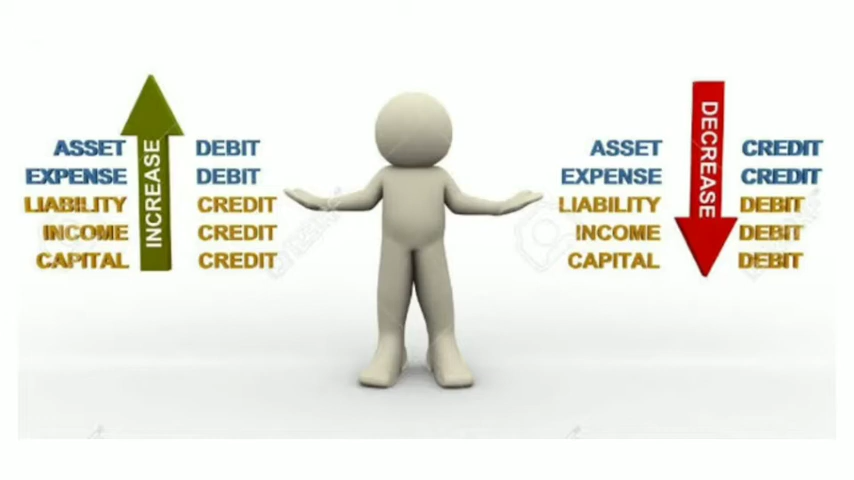 ASSET DEBIT
EXPENSE DEBIT
LIABILITY CREDIT
INCOME CREDIT
CAPITAL CREDIT
INCREASE
ASSET CREDIT
EXPENSE CREDIT
LIABILITY DEBIT
INCOME DEBIT
CAPITAL DEBIT
DECREASE